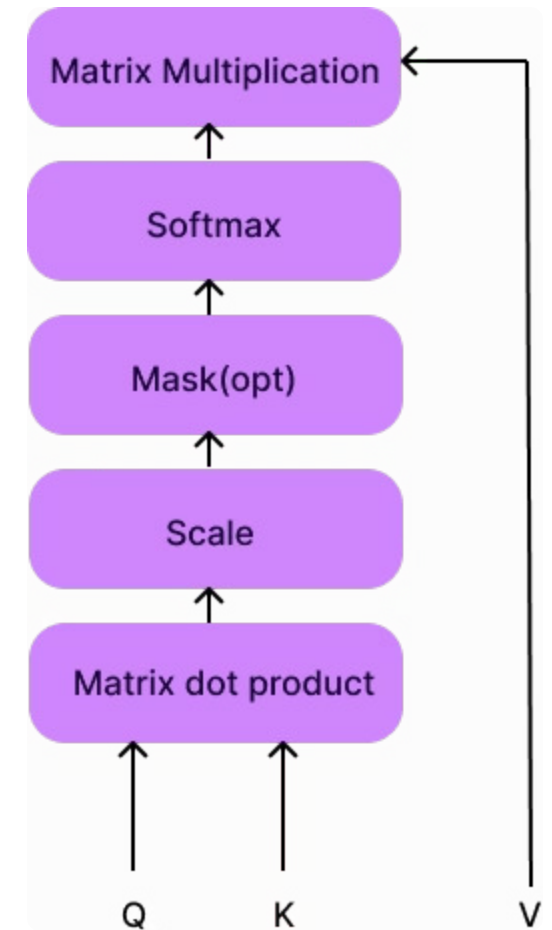 Matrix Multiplication
Softmax
Mask(opt)
Scale
Matrix dot product
Q K V